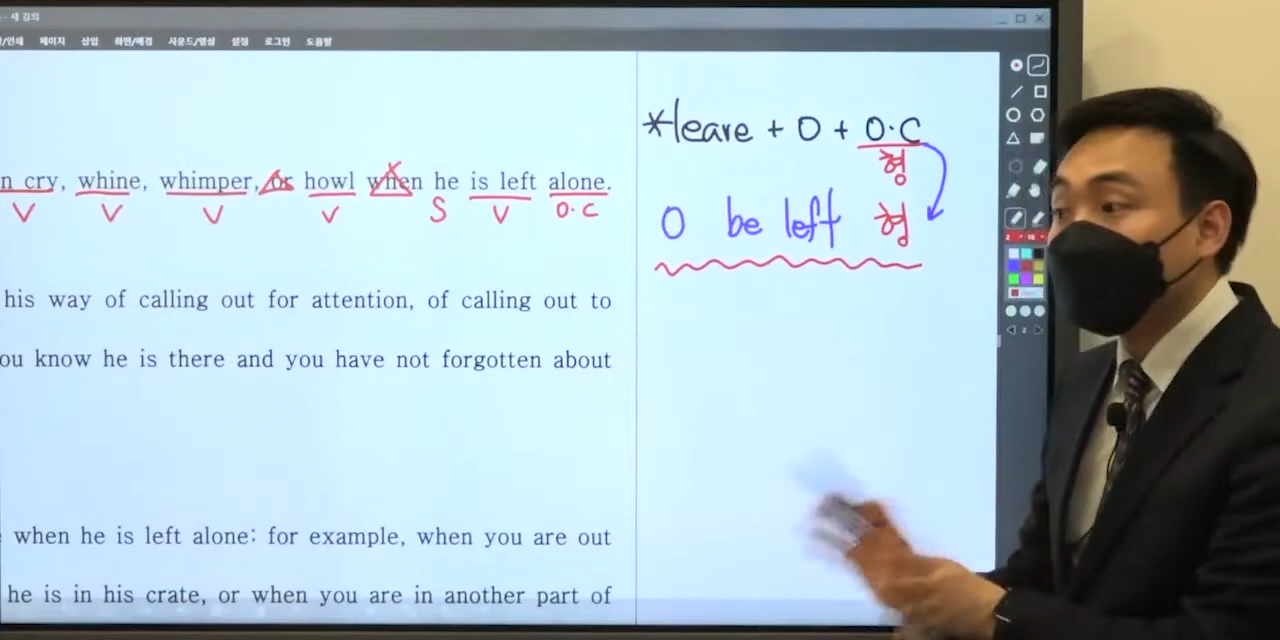 새 강의
페이지 삽입 화면/배경 사운드/영상 설정 로그인 도움말
n cry, whine, whimper, or howl when he is left alone.
V V V V S V O·C
his way of calling out for attention, of calling out to
ou know he is there and you have not forgotten about
when he is left alone: for example, when you are out
he is in his crate, or when you are in another part of
*leave + O + O·C
형
O be left 형
2